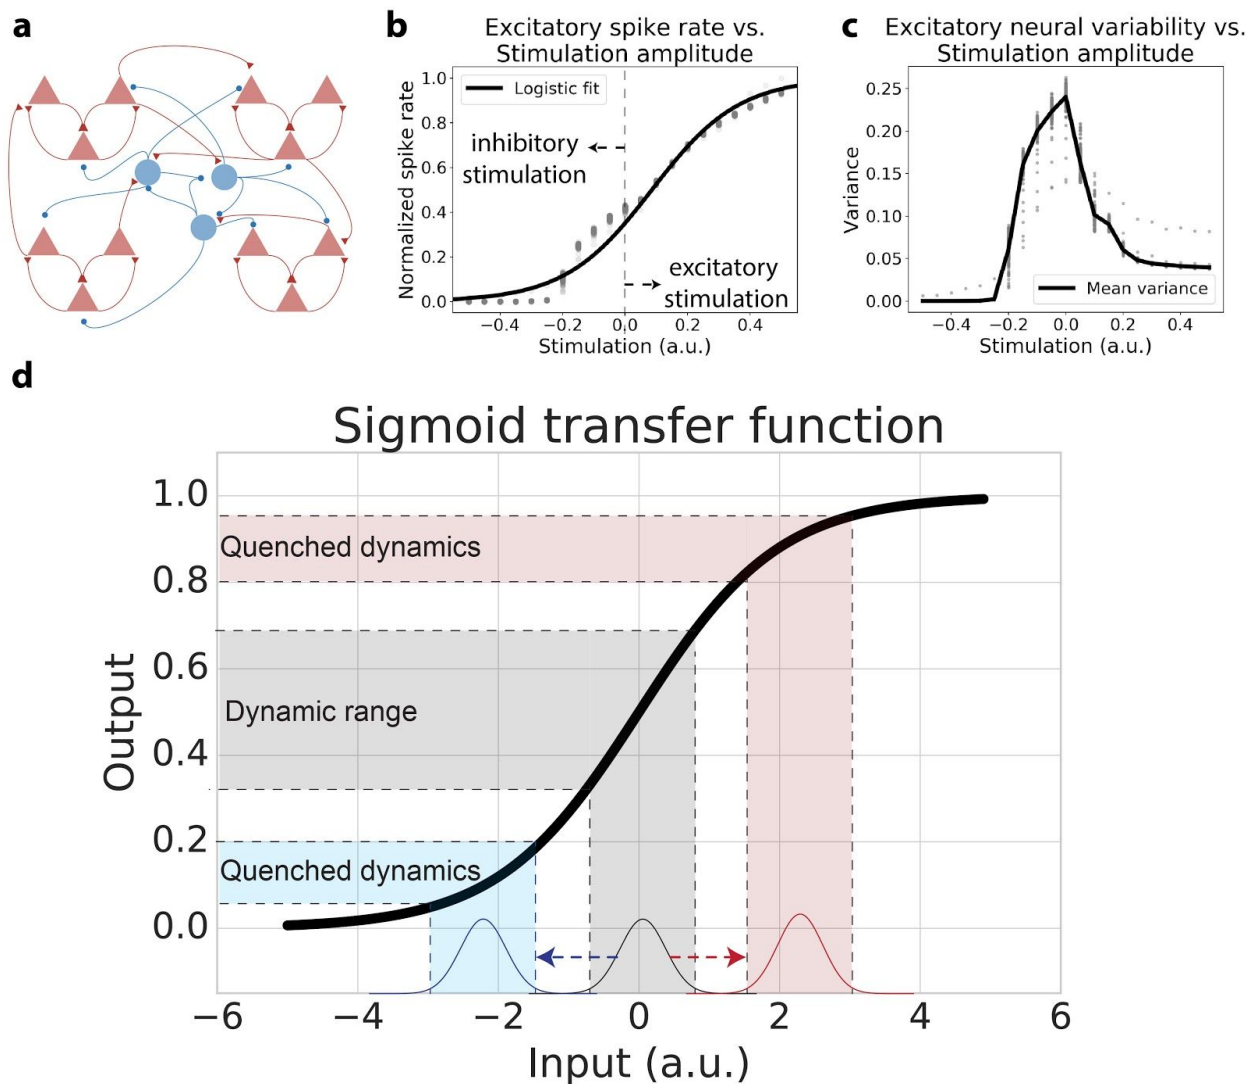 a
b
Excitatory spike rate vs.
Stimulation amplitude
Normalized spike rate
1.0
0.8
0.6
0.4
0.2
0.0
Logistic fit
inhibitory
stimulation
excitatory
stimulation
−0.4
−0.2
0.0
0.2
0.4
Stimulation (a.u.)
c
Excitatory neural variability vs.
Stimulation amplitude
Variance
0.25
0.20
0.15
0.10
0.05
0.00
Mean variance
−0.4
−0.2
0.0
0.2
0.4
Stimulation (a.u.)
d
Sigmoid transfer function
Output
1.0
0.8
0.6
0.4
0.2
0.0
Quenched dynamics
Dynamic range
Quenched dynamics
−6
−4
−2
0
2
4
6
Input (a.u.)